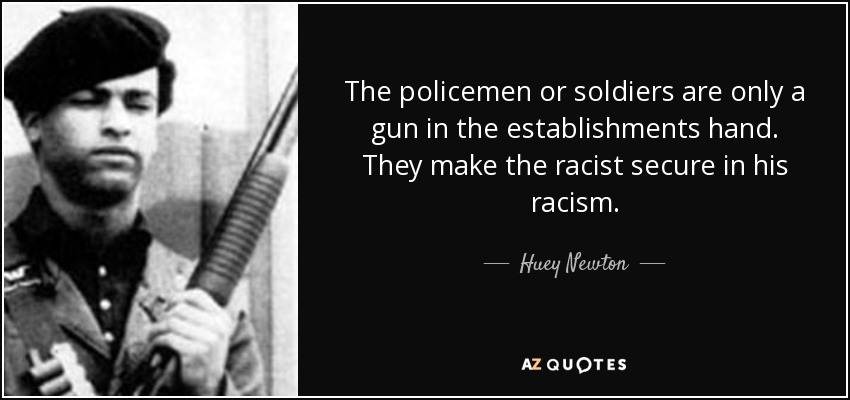 The policemen or soldiers are only a
gun in the establishments hand.
They make the racist secure in his
racism.
Huey Newton
AZ QUOTES